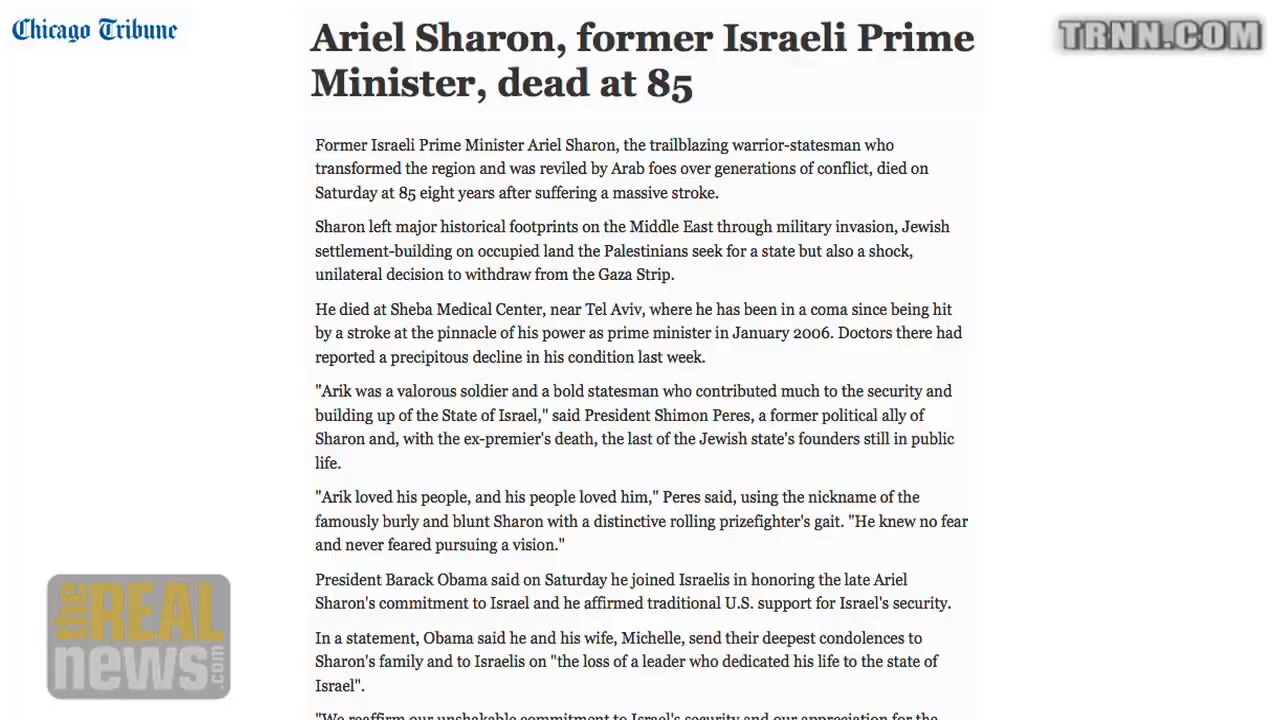 Chicago Tribune
TRNN.COM
Ariel Sharon, former Israeli Prime
Minister, dead at 85
Former Israeli Prime Minister Ariel Sharon, the trailblazing warrior-statesman who
transformed the region and was reviled by Arab foes over generations of conflict, died on
Saturday at 85 eight years after suffering a massive stroke.
Sharon left major historical footprints on the Middle East through military invasion, Jewish
settlement-building on occupied land the Palestinians seek for a state but also a shock,
unilateral decision to withdraw from the Gaza Strip.
He died at Sheba Medical Center, near Tel Aviv, where he has been in a coma since being hit
by a stroke at the pinnacle of his power as prime minister in January 2006. Doctors there had
reported a precipitous decline in his condition last week.
"Arik was a valorous soldier and a bold statesman who contributed much to the security and
building up of the State of Israel," said President Shimon Peres, a former political ally of
Sharon and, with the ex-premier's death, the last of the Jewish state's founders still in public
life.
"Arik loved his people, and his people loved him," Peres said, using the nickname of the
famously burly and blunt Sharon with a distinctive rolling prizefighter's gait. "He knew no fear
and never feared pursuing a vision."
President Barack Obama said on Saturday he joined Israelis in honoring the late Ariel
Sharon's commitment to Israel and he affirmed traditional U.S. support for Israel's security.
In a statement, Obama said he and his wife, Michelle, send their deepest condolences to
Sharon's family and to Israelis on "the loss of a leader who dedicated his life to the state of
Israel".
"We reaffirm our unshakable commitment to Israel's security and our appreciation for the
the REAL
news.com